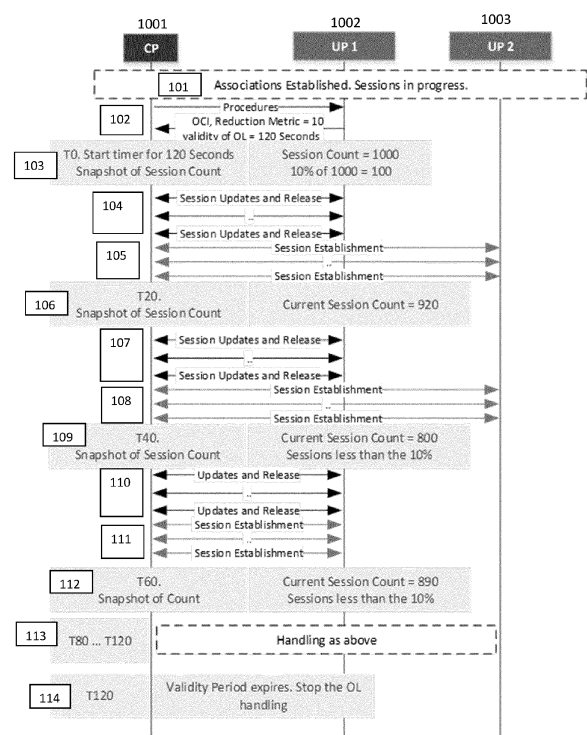 1001 1002 1003
CP UP 1 UP 2
101 Associations Established. Sessions in progress.
102 Procedures
OCI, Reduction Metric = 10
validity of OL = 120 Seconds
103 T0. Start timer for 120 Seconds Session Count = 1000
Snapshot of Session Count 10% of 1000 = 100
104 Session Updates and Release
..
Session Updates and Release
105 Session Establishment
..
Session Establishment
106 T20.
Snapshot of Session Count Current Session Count = 920
107 Session Updates and Release
..
Session Updates and Release
108 Session Establishment
..
Session Establishment
109 T40. Current Session Count = 800
Snapshot of Session Count Sessions less than the 10%
110 Updates and Release
..
Updates and Release
111 Session Establishment
..
Session Establishment
112 T60. Current Session Count = 890
Snapshot of Count Sessions less than the 10%
113 T80 ... T120 Handling as above
114 T120 Validity Period expires. Stop the OL
handling